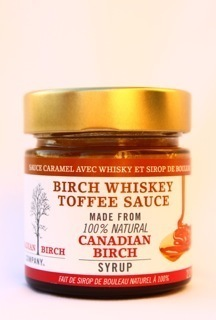 SAUCE CARAMEL AVEC WHISKY ET SIROP DE BOULEAU
BIRCH WHISKEY
TOFFEE SAUCE
MADE FROM
100% NATURAL
CANADIAN
BIRCH
SYRUP
BIRCH
COMPANY
FAIT DE SIROP DE BOULEAU NATUREL À 100%